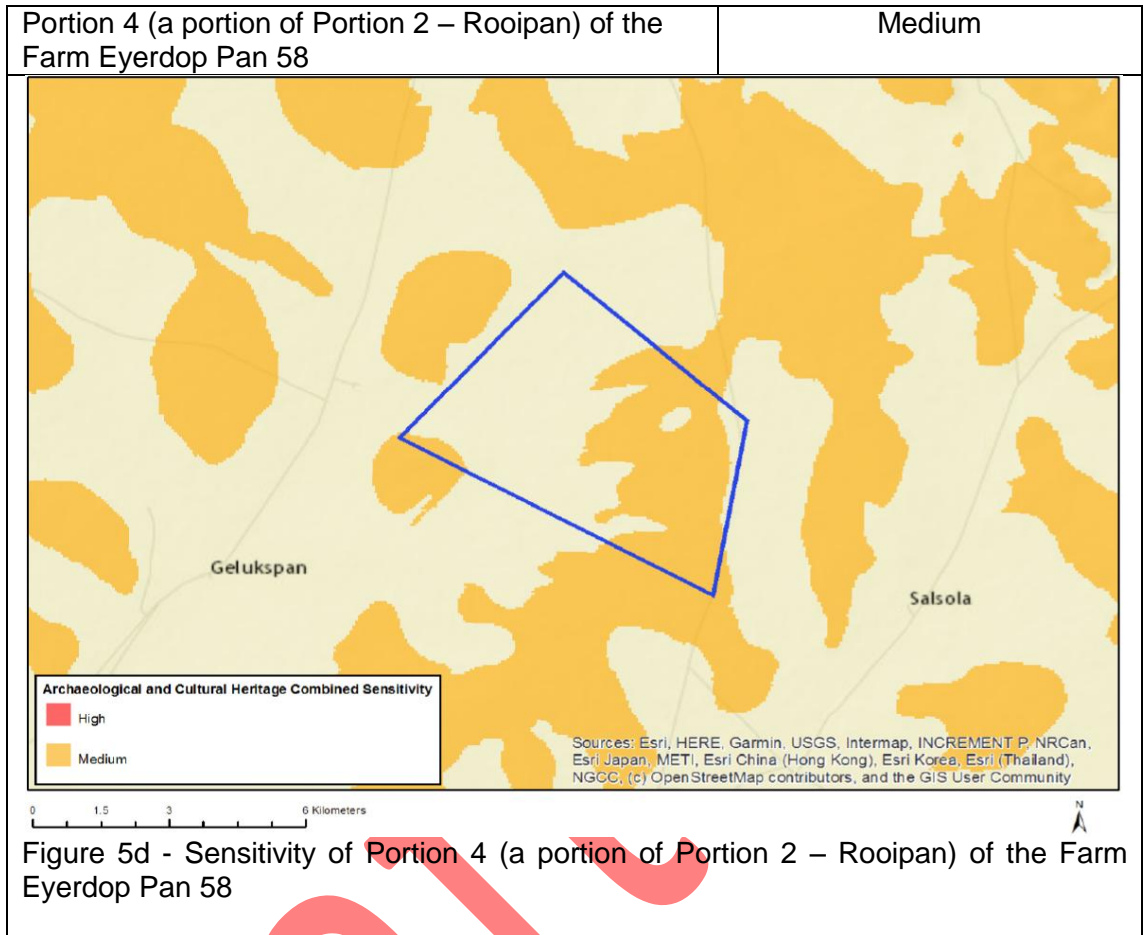 Portion 4 (a portion of Portion 2 – Rooipan) of the
Farm Eyerdop Pan 58
Medium
Gelukspan
Salsola
Archaeological and Cultural Heritage Combined Sensitivity
High
Medium
Sources: Esri, HERE, Garmin, USGS, Intermap, INCREMENT P, NRCan,
Esri Japan, METI, Esri China (Hong Kong), Esri Korea, Esri (Thailand),
NGCC, (c) OpenStreetMap contributors, and the GIS User Community
0 1.5 3 6 Kilometers
N
Figure 5d - Sensitivity of Portion 4 (a portion of Portion 2 – Rooipan) of the Farm
Eyerdop Pan 58